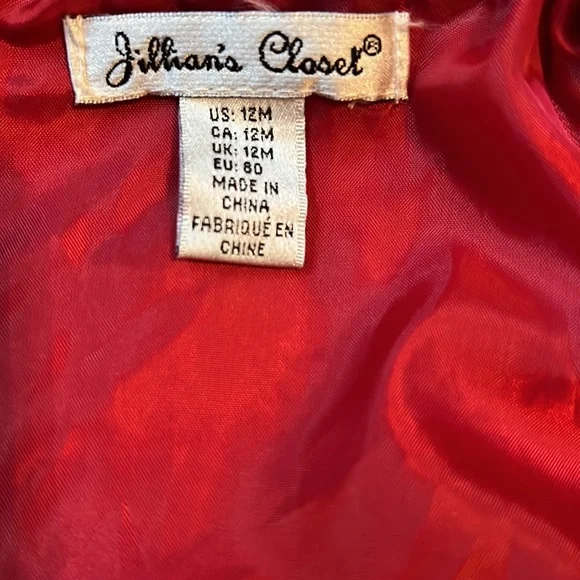 Jillian's Closet®
US: 12M
CA: 12M
UK: 12M
EU: 80
MADE IN
CHINA
FABRIQUÉ EN
CHINE